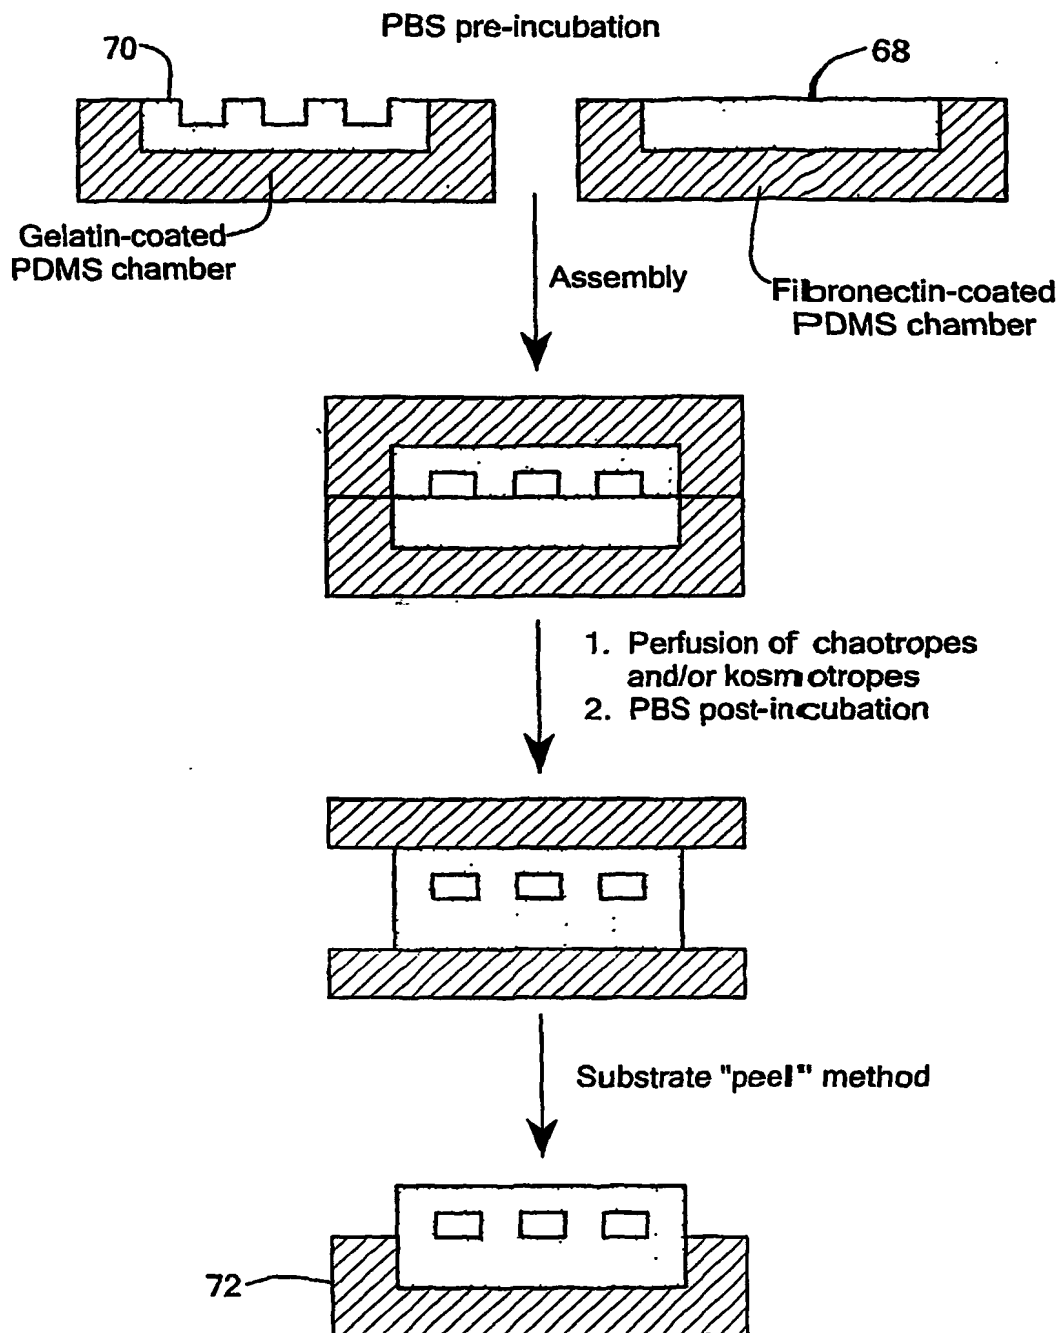 PBS pre-incubation
70
68
Gelatin-coated
PDMS chamber
Assembly
Fibronectin-coated
PDMS chamber
1. Perfusion of chaotropes
and/or kosmotropes
2. PBS post-incubation
Substrate "peel" method
72